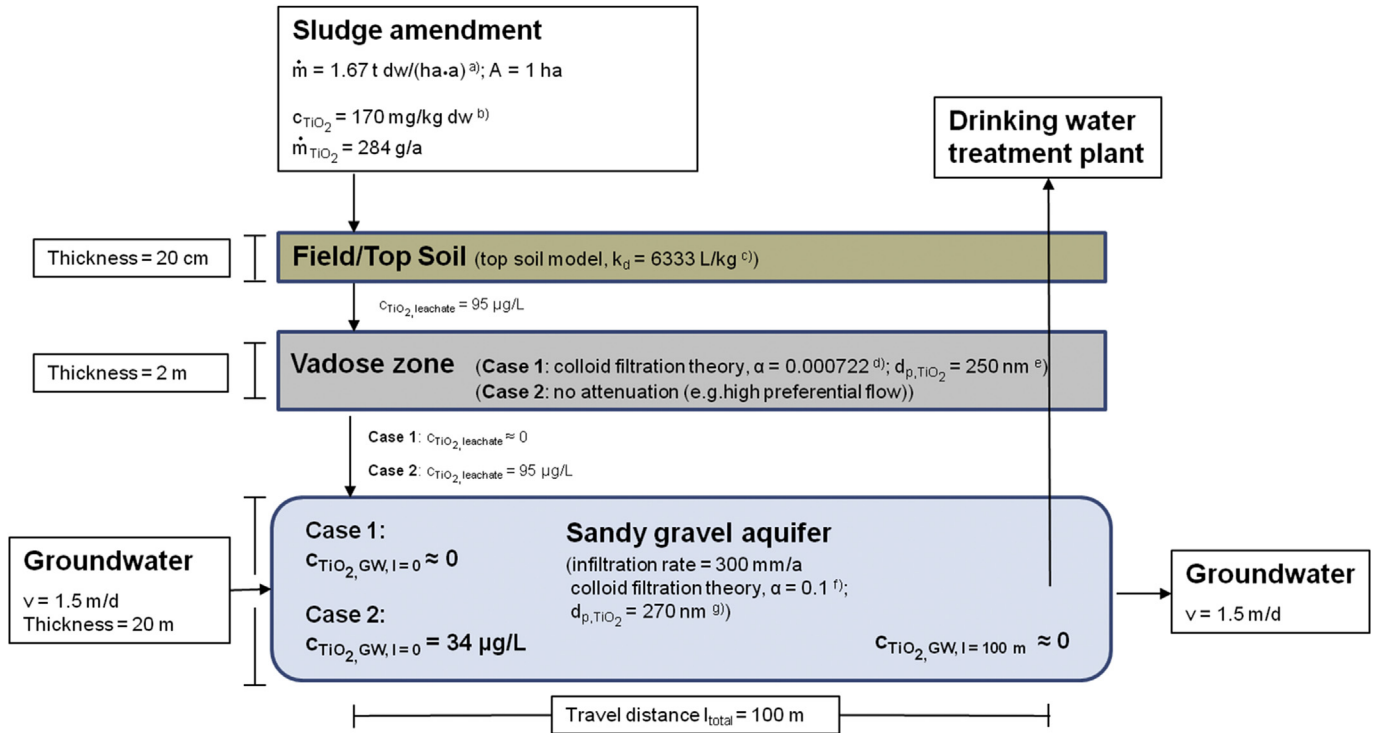 Sludge amendment
ṁ = 1.67 t dw/(ha•a) a); A = 1 ha
cTiO2 = 170 mg/kg dw b)
ṁTiO2 = 284 g/a
Drinking water
treatment plant
Thickness = 20 cm
Field/Top Soil (top soil model, kd = 6333 L/kg c))
cTiO2,leachate = 95 µg/L
Thickness = 2 m
Vadose zone (Case 1: colloid filtration theory, α = 0.000722 d); dp,TiO2 = 250 nm e)
(Case 2: no attenuation (e.g.high preferential flow))
Case 1: cTiO2,leachate ≈ 0
Case 2: cTiO2,leachate = 95 µg/L
Groundwater
v = 1.5 m/d
Thickness = 20 m
Case 1:
cTiO2,GW, l = 0 ≈ 0
Case 2:
cTiO2,GW, l = 0 = 34 µg/L
Sandy gravel aquifer
(infiltration rate = 300 mm/a
colloid filtration theory, α = 0.1 f);
dp,TiO2 = 270 nm g))
cTiO2,GW, l = 100 m ≈ 0
Groundwater
v = 1.5 m/d
Travel distance ltotal = 100 m